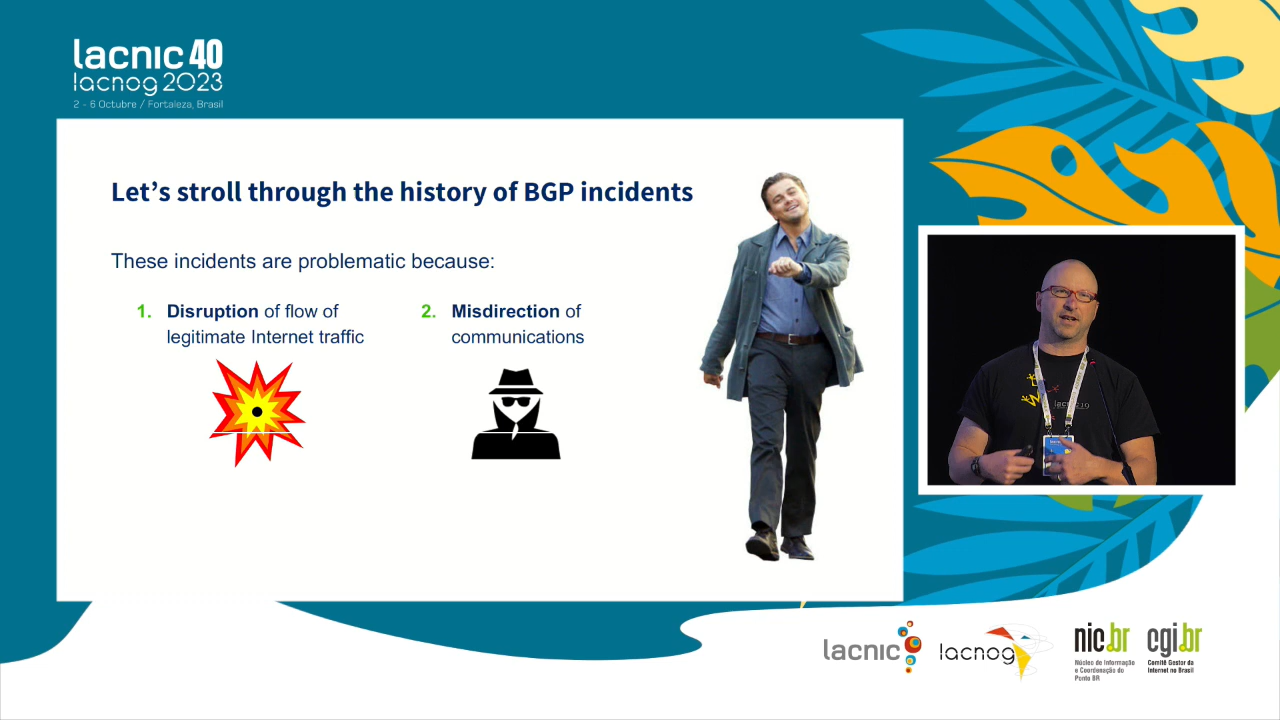 lacnic 40
lacnog 2023
2 - 6 Octubre / Fortaleza, Brasil
Let's stroll through the history of BGP incidents
These incidents are problematic because:
1. Disruption of flow of
legitimate Internet traffic
2. Misdirection of
communications
lacnic
lacnog
nic.br
Núcleo de Informação
e Coordenação do
Ponto BR
cgi.br
Comitê Gestor da
Internet no Brasil